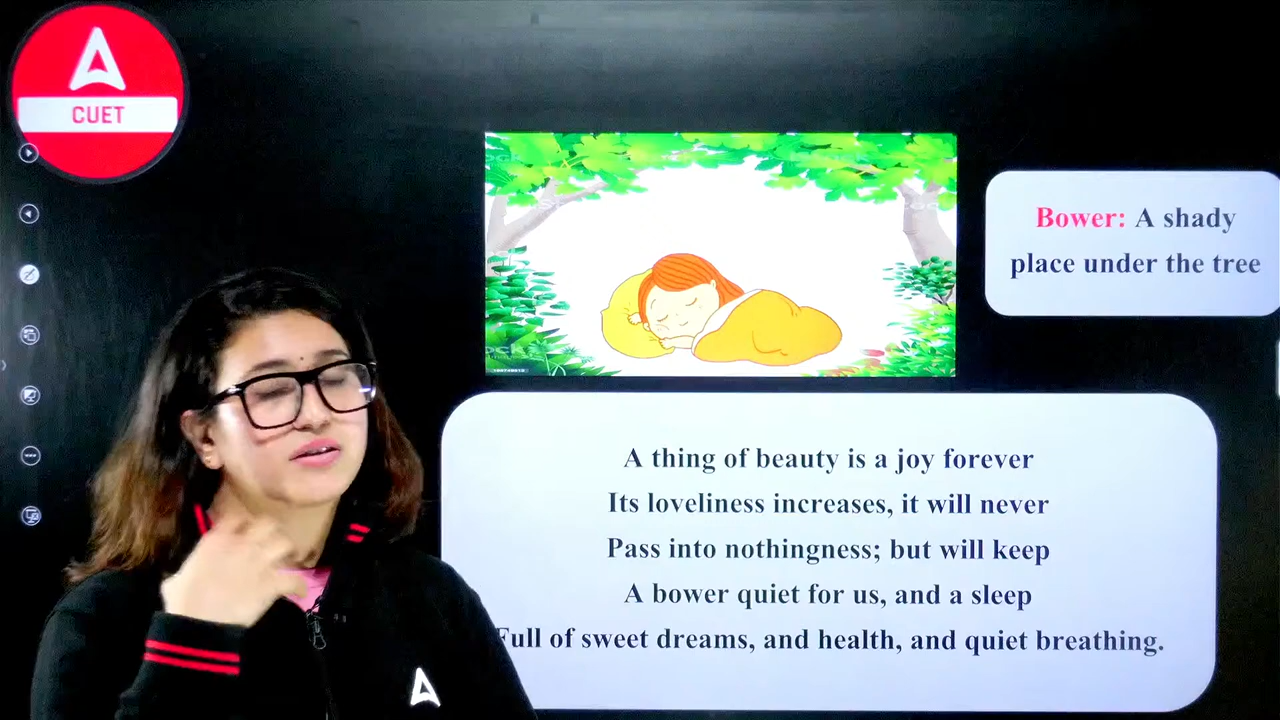 CUET
Bower: A shady
place under the tree
A thing of beauty is a joy forever
Its loveliness increases, it will never
Pass into nothingness; but will keep
A bower quiet for us, and a sleep
Full of sweet dreams, and health, and quiet breathing.